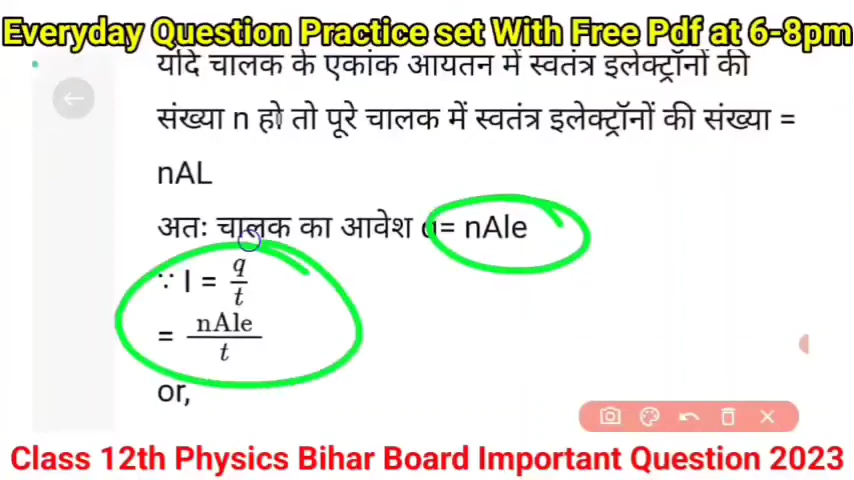 Everyday Question Practice set With Free Pdf at 6-8pm
यदि चालक के एकांक आयतन में स्वतंत्र इलेक्ट्रॉनों की
संख्या n हो तो पूरे चालक में स्वतंत्र इलेक्ट्रॉनों की संख्या =
nAL
अतः चालक का आवेश q= nAle
∵ I = q/t
= nAle/t
or,
Class 12th Physics Bihar Board Important Question 2023